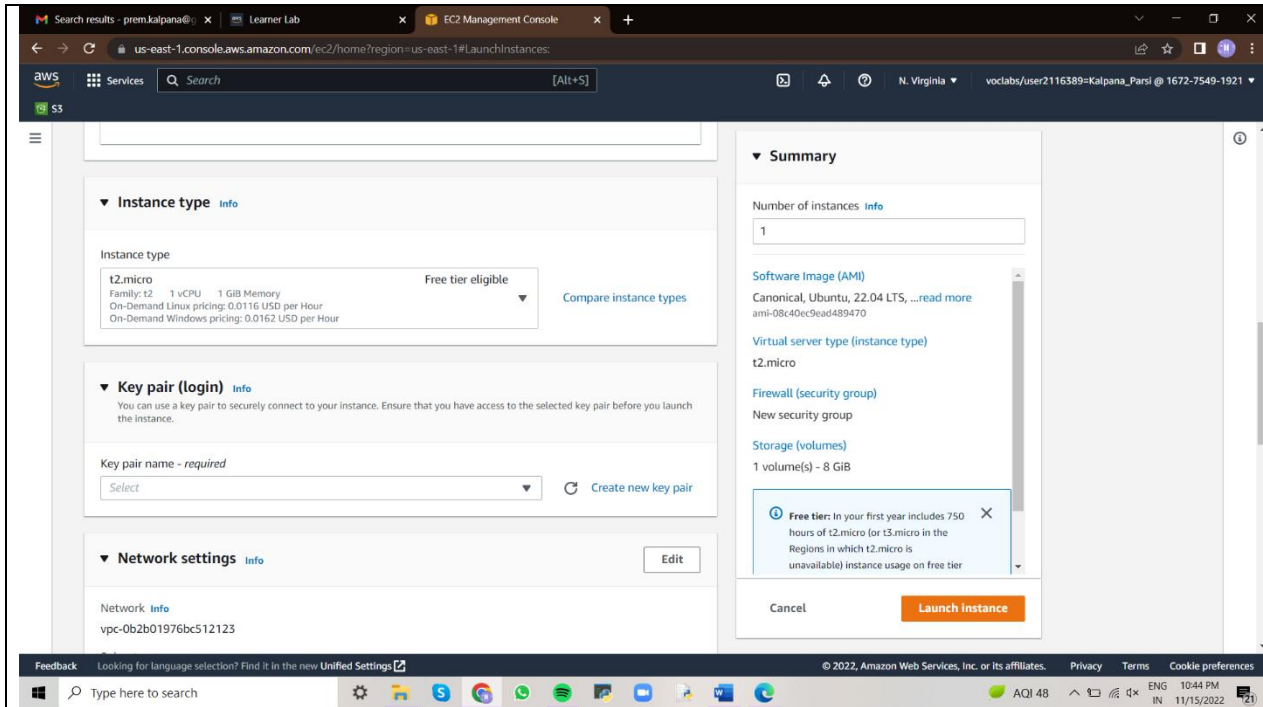 Search results - prem.kalpana@g
Learner Lab
EC2 Management Console
us-east-1.console.aws.amazon.com/ec2/home?region=us-east-1#LaunchInstances:
aws
Services
Search
[Alt+S]
N. Virginia
voclabs/user2116389=Kalpana_Parsi @ 1672-7549-1921
S3
Instance type Info
Instance type
t2.micro
Free tier eligible
Family: t2 1 vCPU 1 GiB Memory
On-Demand Linux pricing: 0.0116 USD per Hour
On-Demand Windows pricing: 0.0162 USD per Hour
Compare instance types
Key pair (login) Info
You can use a key pair to securely connect to your instance. Ensure that you have access to the selected key pair before you launch
the instance.
Key pair name - required
Select
Create new key pair
Network settings Info
Edit
Network Info
vpc-0b2b01976bc512123
Summary
Number of instances Info
1
Software Image (AMI)
Canonical, Ubuntu, 22.04 LTS, ...read more
ami-08c40ec9ead489470
Virtual server type (instance type)
t2.micro
Firewall (security group)
New security group
Storage (volumes)
1 volume(s) - 8 GiB
Free tier: In your first year includes 750
hours of t2.micro (or t3.micro in the
Regions in which t2.micro is
unavailable) instance usage on free tier
Cancel
Launch instance
Feedback
Looking for language selection? Find it in the new Unified Settings
© 2022, Amazon Web Services, Inc. or its affiliates.
Privacy
Terms
Cookie preferences
Type here to search
AQI 48
ENG
IN
10:44 PM
11/15/2022
21